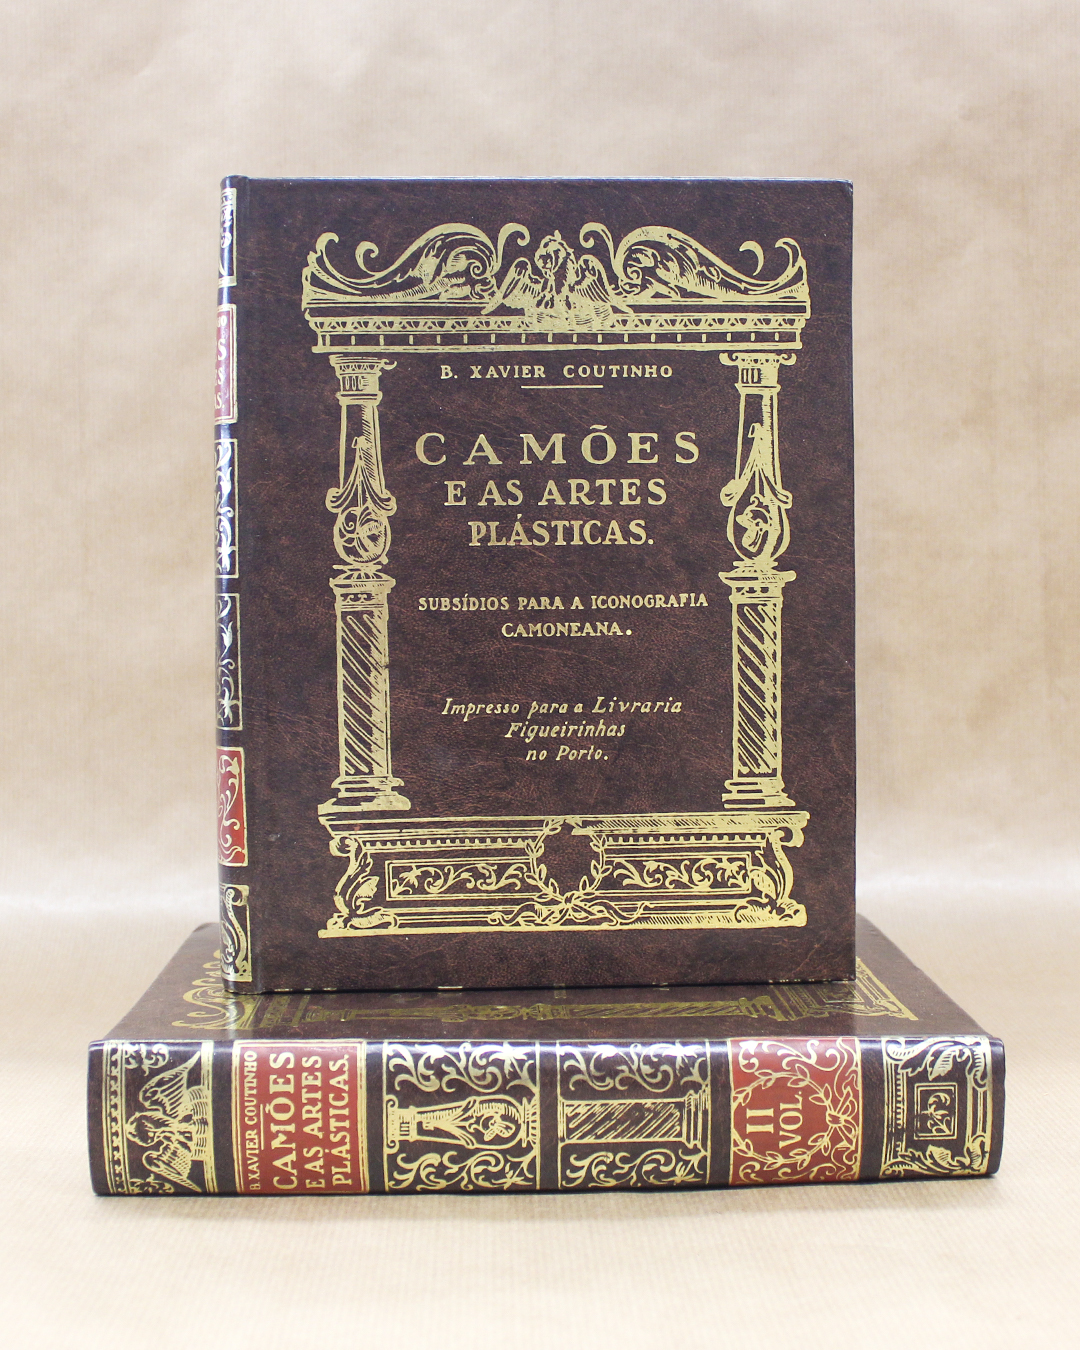 B. XAVIER COUTINHO
CAMÕES
E AS ARTES
PLÁSTICAS.
SUBSÍDIOS PARA A ICONOGRAFIA
CAMONEANA.
Impresso para a Livraria
Figueirinhas
no Porto.
B. XAVIER COUTINHO
CAMÕES
E AS ARTES
PLÁSTICAS.
II
VOL.